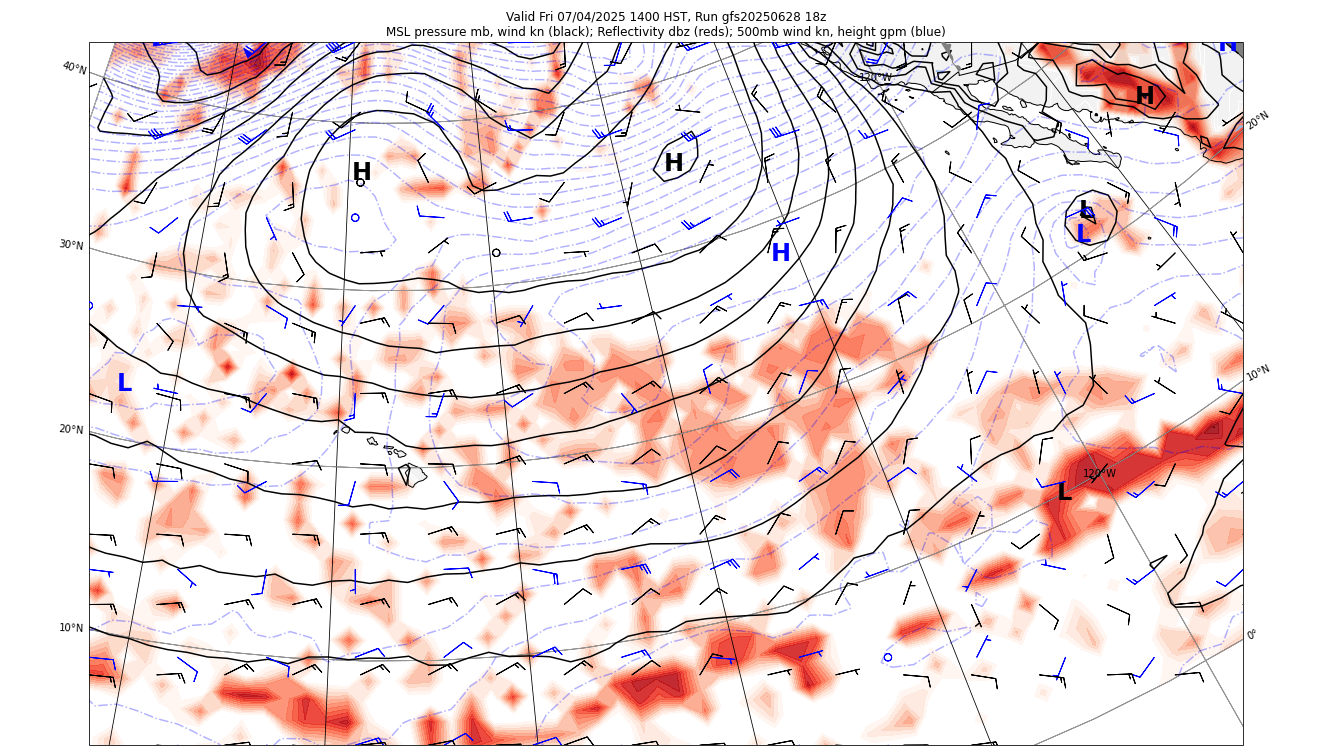 Valid Fri 07/04/2025 1400 HST, Run gfs20250628 18z
MSL pressure mb, wind kn (black); Reflectivity dbz (reds); 500mb wind kn, height gpm (blue)
H
40°N
120°W
H
20°N
H
H
L
L
30°N
H
L
10°N
20°N
120°W
L
10°N
0°